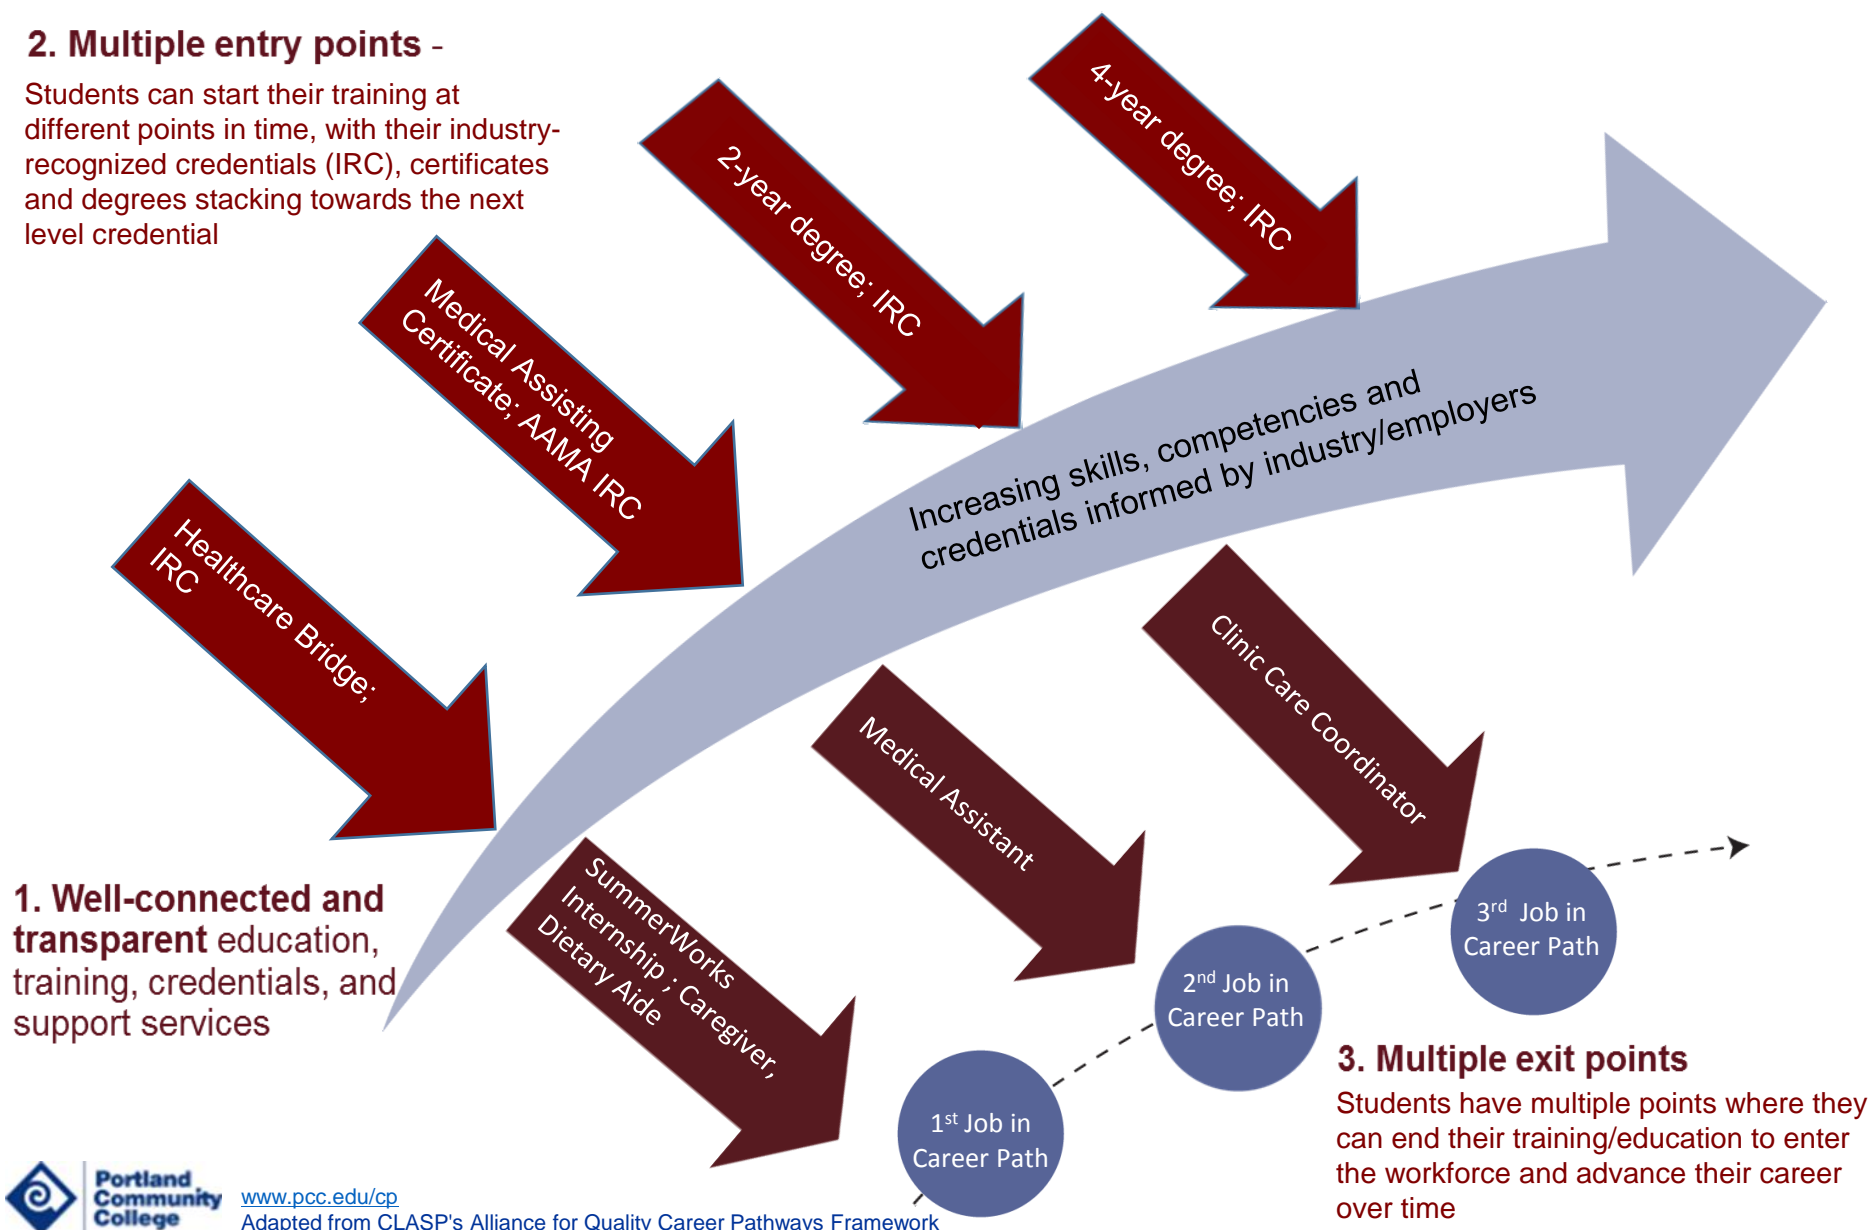 2. Multiple entry points -
Students can start their training at
different points in time, with their industry-
recognized credentials (IRC), certificates
and degrees stacking towards the next
level credential
4-year degree; IRC
2-year degree; IRC
Medical Assisting
Certificate; AAMA IRC
Healthcare Bridge;
IRC
Increasing skills, competencies and
credentials informed by industry/employers
Clinic Care Coordinator
Medical Assistant
SummerWorks
Internship ; Caregiver,
Dietary Aide
1. Well-connected and
transparent education,
training, credentials, and
support services
3rd Job in
Career Path
2nd Job in
Career Path
1st Job in
Career Path
3. Multiple exit points
Students have multiple points where they
can end their training/education to enter
the workforce and advance their career
over time
Portland
Community
College
www.pcc.edu/cp
Adapted from CLASP's Alliance for Quality Career Pathways Framework